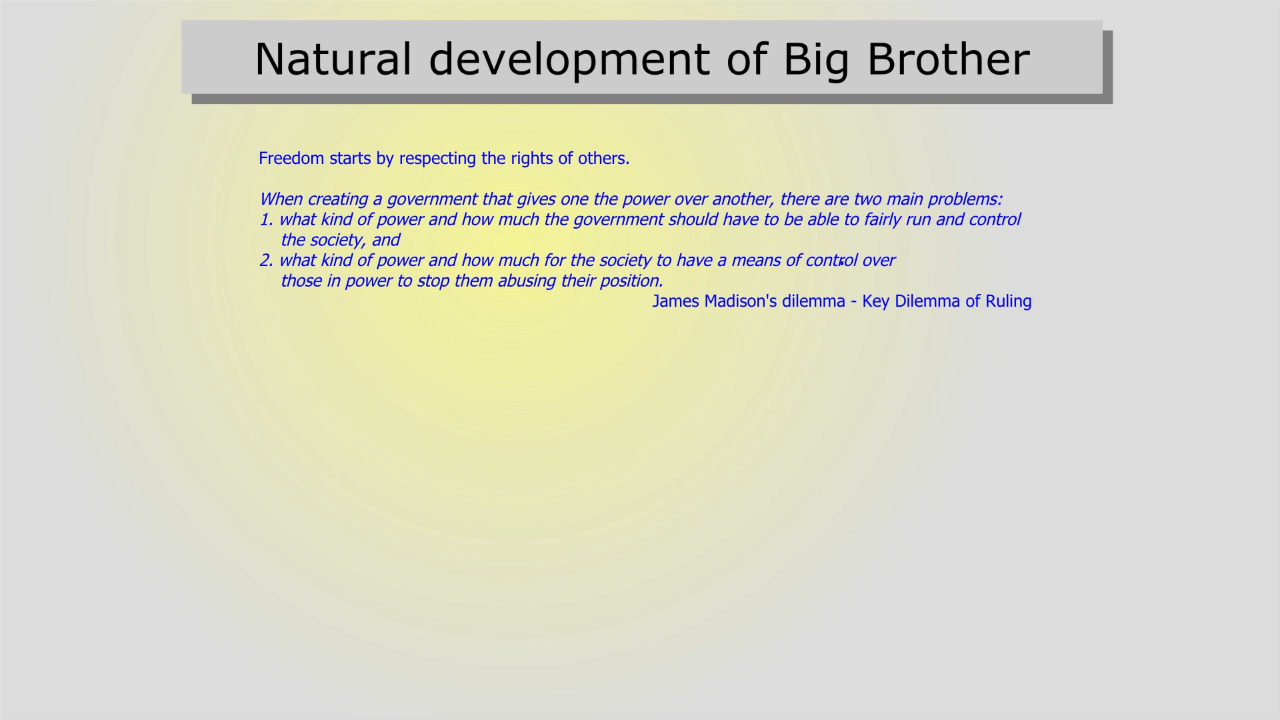 Natural development of Big Brother
Freedom starts by respecting the rights of others.
When creating a government that gives one the power over another, there are two main problems:
1. what kind of power and how much the government should have to be able to fairly run and control
the society, and
2. what kind of power and how much for the society to have a means of control over
those in power to stop them abusing their position.
James Madison's dilemma - Key Dilemma of Ruling